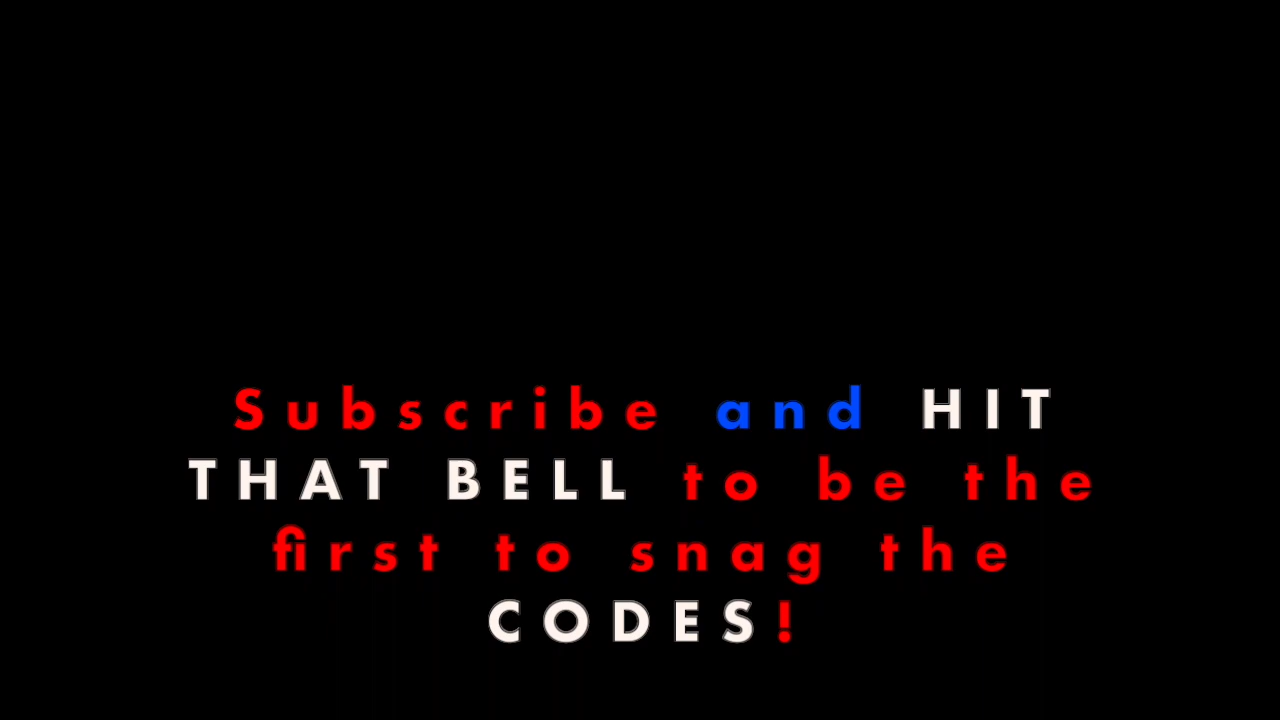 Subscribe and HIT
THAT BELL to be the
first to snag the
CODES!